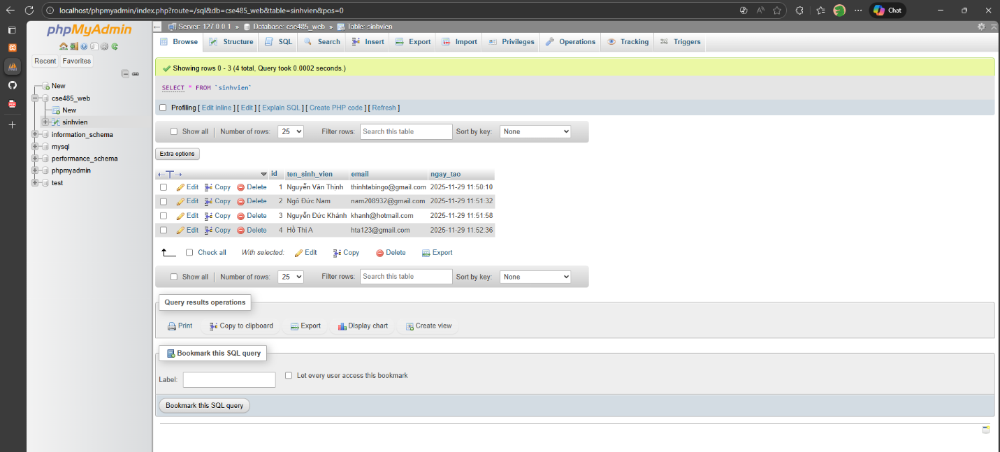 localhost/phpmyadmin/index.php?route=/sql&db=cse485_web&table=sinhvien&pos=0
Chat
phpMyAdmin
Recent Favorites
New
cse485_web
New
sinhvien
information_schema
mysql
performance_schema
phpmyadmin
test
Server: 127.0.0.1 » Database: cse485_web » Table: sinhvien
Browse Structure SQL Search Insert Export Import Privileges Operations Tracking Triggers
Showing rows 0 - 3 (4 total, Query took 0.0002 seconds.)
SELECT * FROM `sinhvien`
Profiling [ Edit inline ] [ Edit ] [ Explain SQL ] [ Create PHP code ] [ Refresh ]
Show all Number of rows: 25 Filter rows: Search this table Sort by key: None
Extra options
id ten_sinh_vien email ngay_tao
Edit Copy Delete 1 Nguyễn Văn Thịnh thinhtabingo@gmail.com 2025-11-29 11:50:10
Edit Copy Delete 2 Ngô Đức Nam nam208932@gmail.com 2025-11-29 11:51:32
Edit Copy Delete 3 Nguyễn Đức Khánh khanh@hotmail.com 2025-11-29 11:51:58
Edit Copy Delete 4 Hồ Thị A hta123@gmail.com 2025-11-29 11:52:36
Check all With selected: Edit Copy Delete Export
Show all Number of rows: 25 Filter rows: Search this table Sort by key: None
Query results operations
Print Copy to clipboard Export Display chart Create view
Bookmark this SQL query
Label: Let every user access this bookmark
Bookmark this SQL query